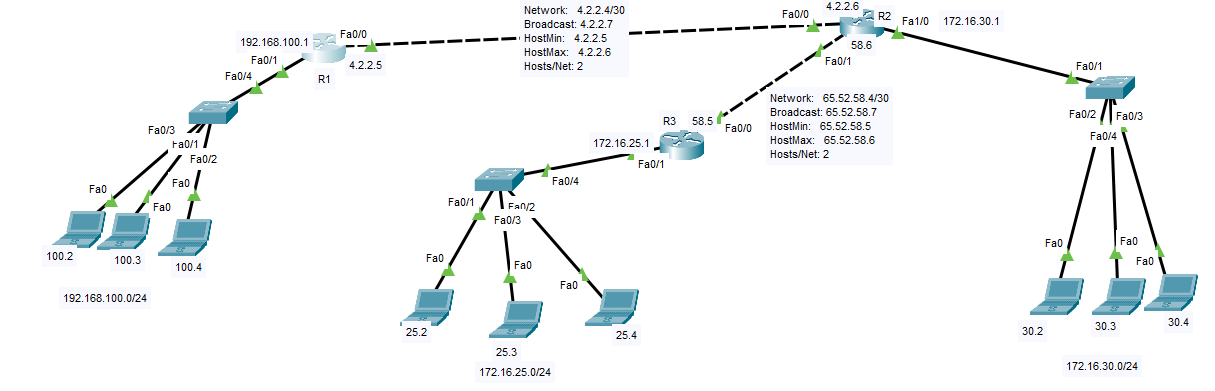 192.168.100.1
Fa0/0
4.2.2.5
Fa0/1
R1
Fa0/4
Fa0/3
Fa0/1
Fa0/2
Fa0
Fa0
Fa0
100.2
100.3
100.4
192.168.100.0/24
Network: 4.2.2.4/30
Broadcast: 4.2.2.7
HostMin: 4.2.2.5
HostMax: 4.2.2.6
Hosts/Net: 2
4.2.2.6
Fa0/0
R2
Fa1/0
172.16.30.1
58.6
Fa0/1
Network: 65.52.58.4/30
Broadcast: 65.52.58.7
HostMin: 65.52.58.5
HostMax: 65.52.58.6
Hosts/Net: 2
R3
58.5
Fa0/0
172.16.25.1
Fa0/1
Fa0/4
Fa0/1
Fa0/2
Fa0/3
Fa0
Fa0
Fa0
25.2
25.3
25.4
172.16.25.0/24
Fa0/1
Fa0/2
Fa0/3
Fa0/4
Fa0
Fa0
Fa0
30.2
30.3
30.4
172.16.30.0/24